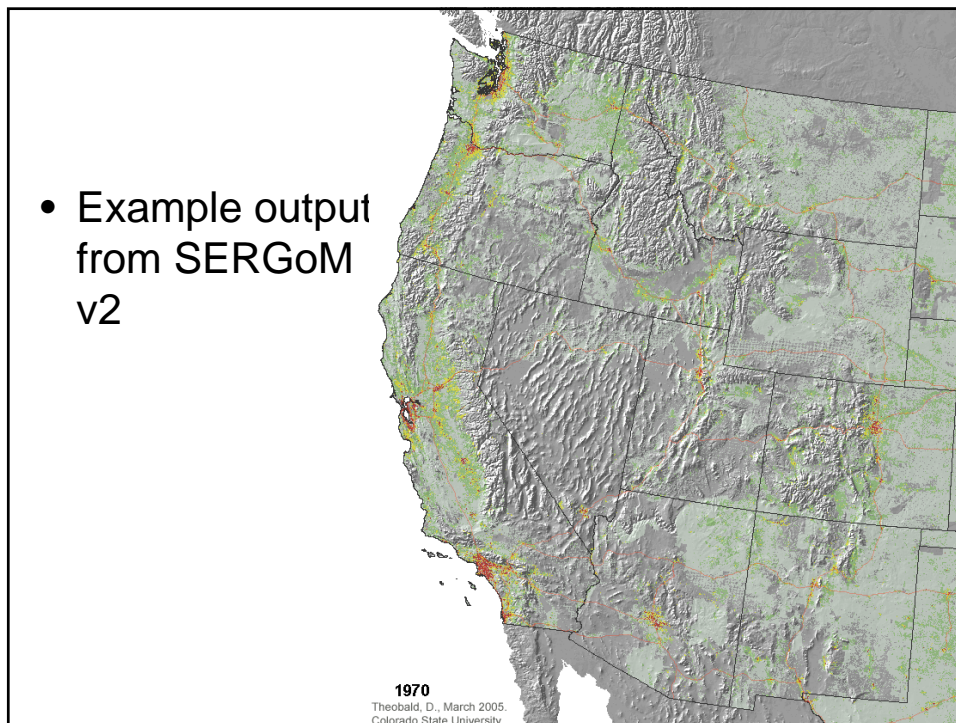 • Example output
from SERGoM
v2
1970
Theobald, D., March 2005.
Colorado State University.